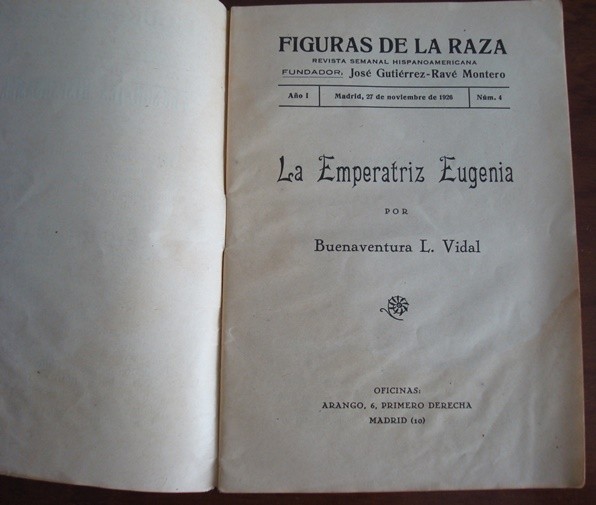 FIGURAS DE LA RAZA
REVISTA SEMANAL HISPANOAMERICANA
FUNDADOR: José Gutiérrez-Ravé Montero
Año I Madrid, 27 de noviembre de 1926 Núm. 4
La Emperatriz Eugenia
POR
Buenaventura L. Vidal
OFICINAS:
ARANGO, 6, PRIMERO DERECHA
MADRID (10)